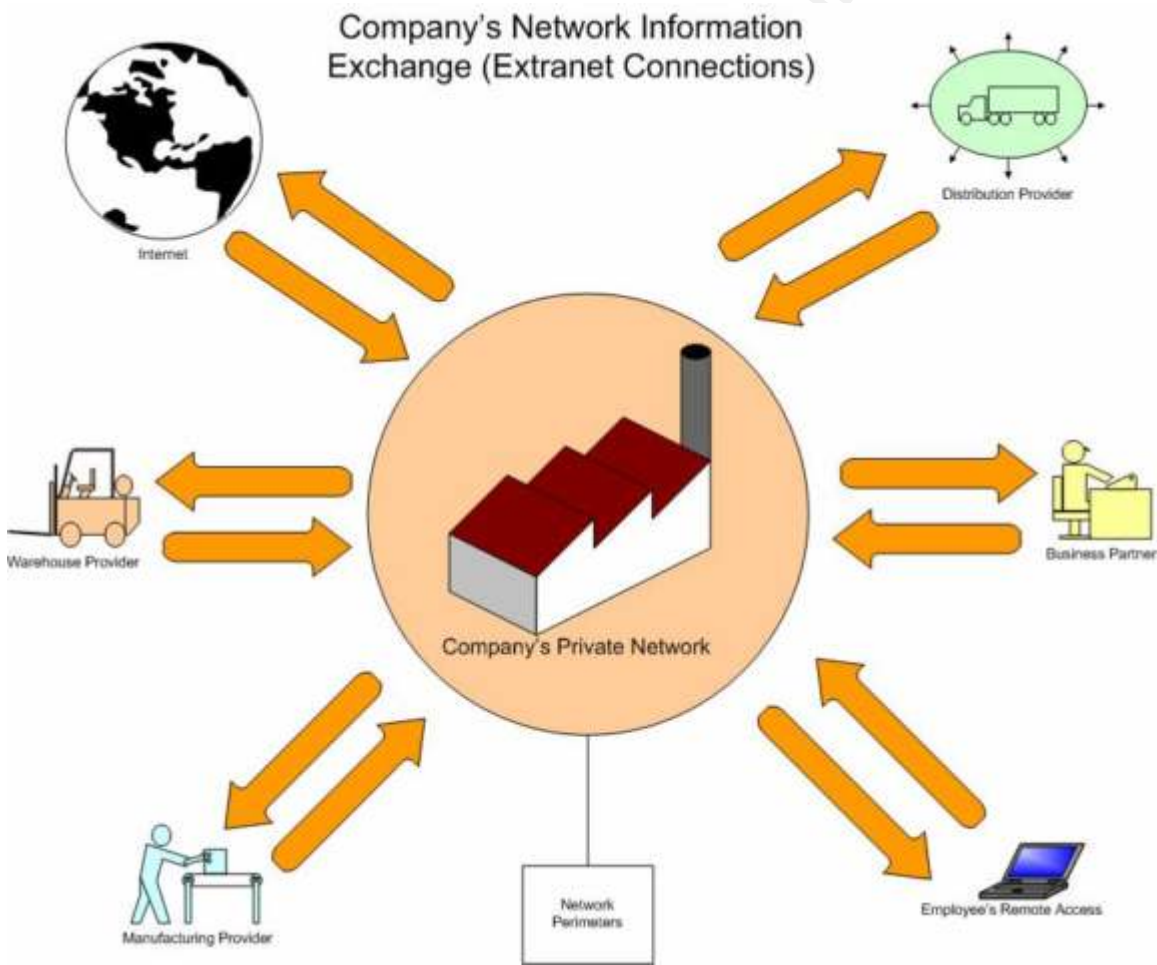 Company's Network Information
Exchange (Extranet Connections)
Internet
Distribution Provider
Warehouse Provider
Business Partner
Company's Private Network
Manufacturing Provider
Network
Perimeters
Employee's Remote Access